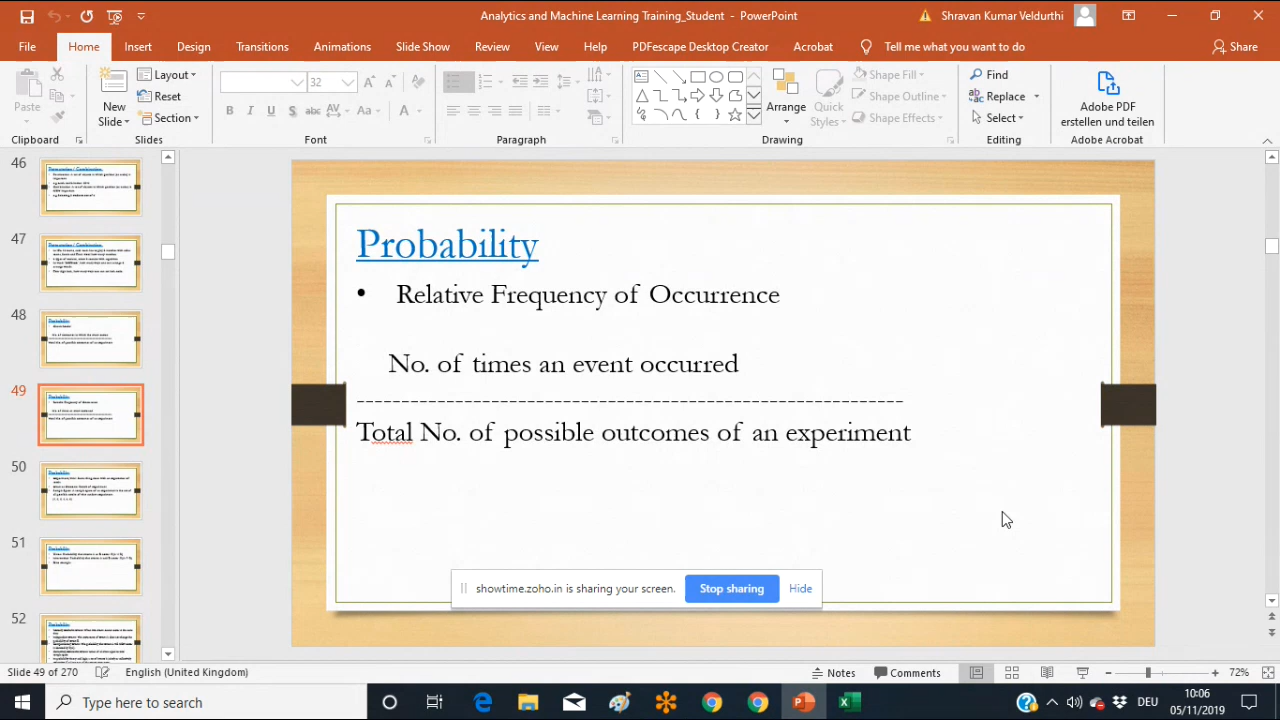 Analytics and Machine Learning Training_Student - PowerPoint
Shravan Kumar Veldurthi
File Home Insert Design Transitions Animations Slide Show Review View Help PDFescape Desktop Creator Acrobat Tell me what you want to do Share
Paste
Clipboard
New Slide
Layout
Reset
Section
Slides
32
B I U S abc AV Aa A
Font
Paragraph
Arrange
Quick Styles
Shape Fill
Shape Outline
Shape Effects
Drawing
Find
Replace
Select
Editing
Adobe PDF
erstellen und teilen
Adobe Acrobat
46
47
48
49
50
51
52
Probability
• Relative Frequency of Occurrence
No. of times an event occurred
-------------------------------------------------------------
Total No. of possible outcomes of an experiment
showtime.zoho.in is sharing your screen. Stop sharing Hide
Slide 49 of 270 English (United Kingdom) Notes Comments 72%
Type here to search
DEU
10:06
05/11/2019